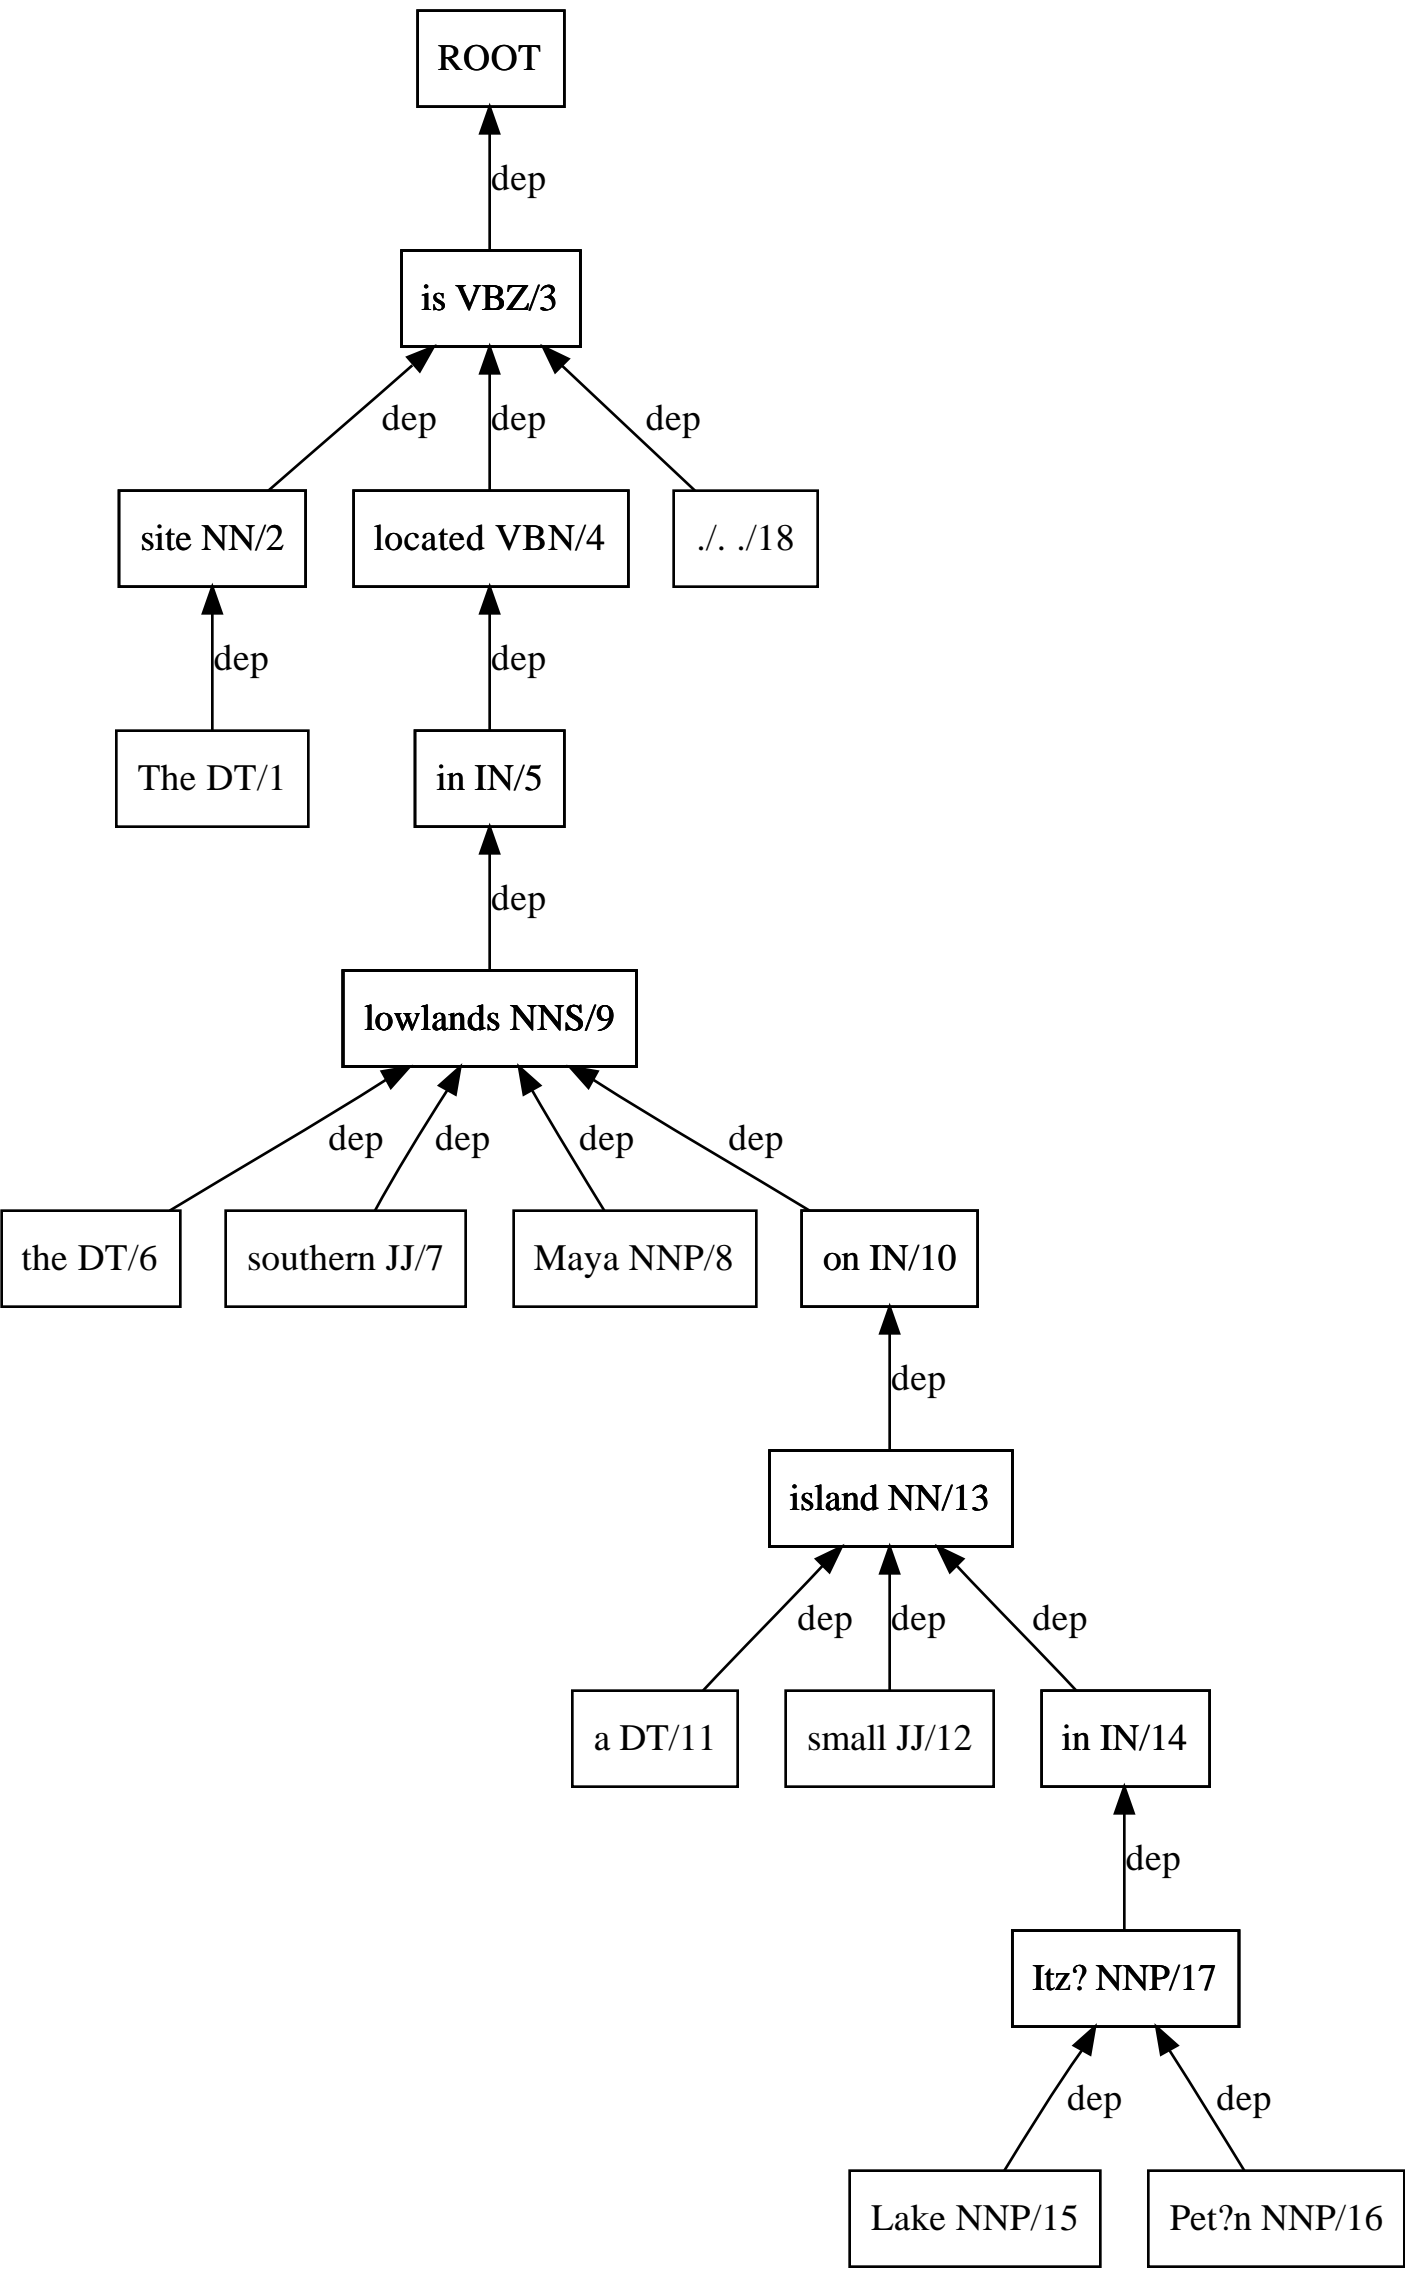 ROOT
dep
is VBZ/3
dep dep dep
site NN/2 located VBN/4 ./. ./18
dep dep
The DT/1 in IN/5
dep
lowlands NNS/9
dep dep dep dep
the DT/6 southern JJ/7 Maya NNP/8 on IN/10
dep
island NN/13
dep dep dep
a DT/11 small JJ/12 in IN/14
dep
Itz? NNP/17
dep dep
Lake NNP/15 Pet?n NNP/16